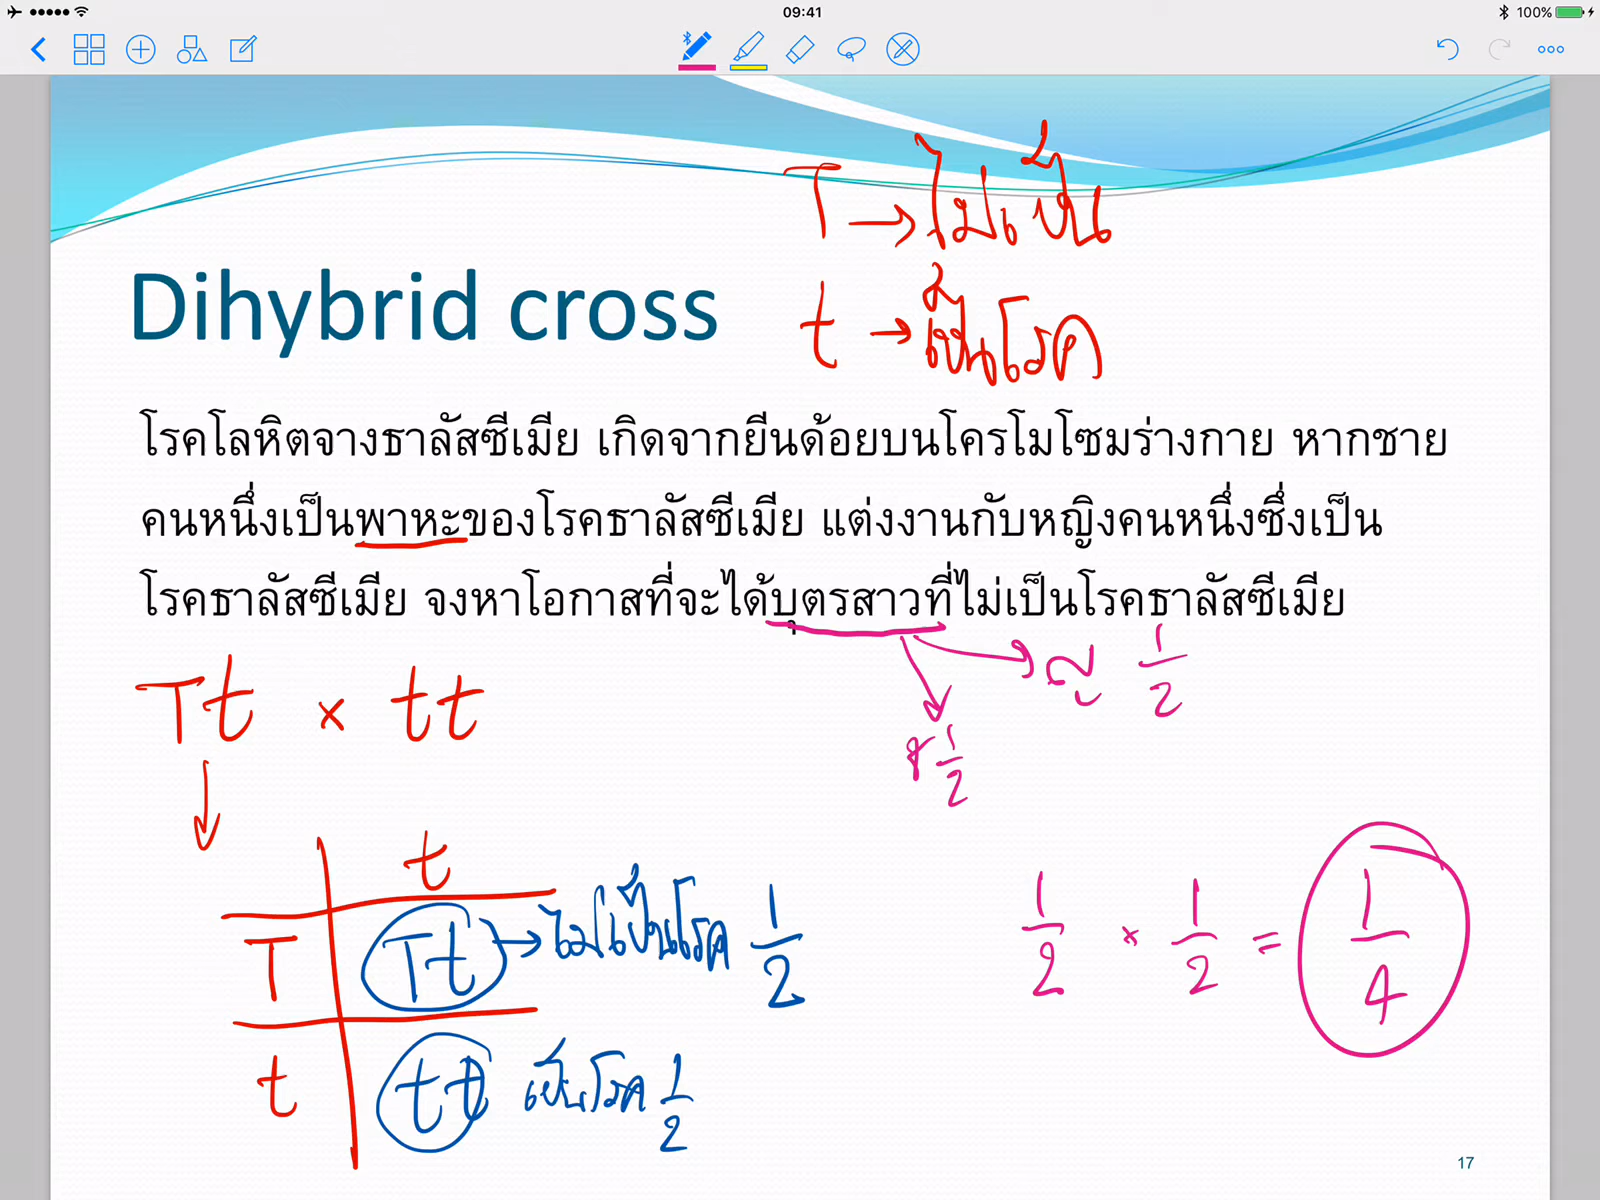 09:41
100%
T → ไม่เป็น
Dihybrid cross
t → เป็นโรค
โรคโลหิตจางธาลัสซีเมีย เกิดจากยีนด้อยบนโครโมโซมร่างกาย หากชาย
คนหนึ่งเป็นพาหะของโรคธาลัสซีเมีย แต่งงานกับหญิงคนหนึ่งซึ่งเป็น
โรคธาลัสซีเมีย จงหาโอกาสที่จะได้บุตรสาวที่ไม่เป็นโรคธาลัสซีเมีย
ญ 1/2
Tt × tt
ช 1/2
t
T Tt → ไม่เป็นโรค 1/2
1/2 × 1/2 = 1/4
t tt เป็นโรค 1/2
17